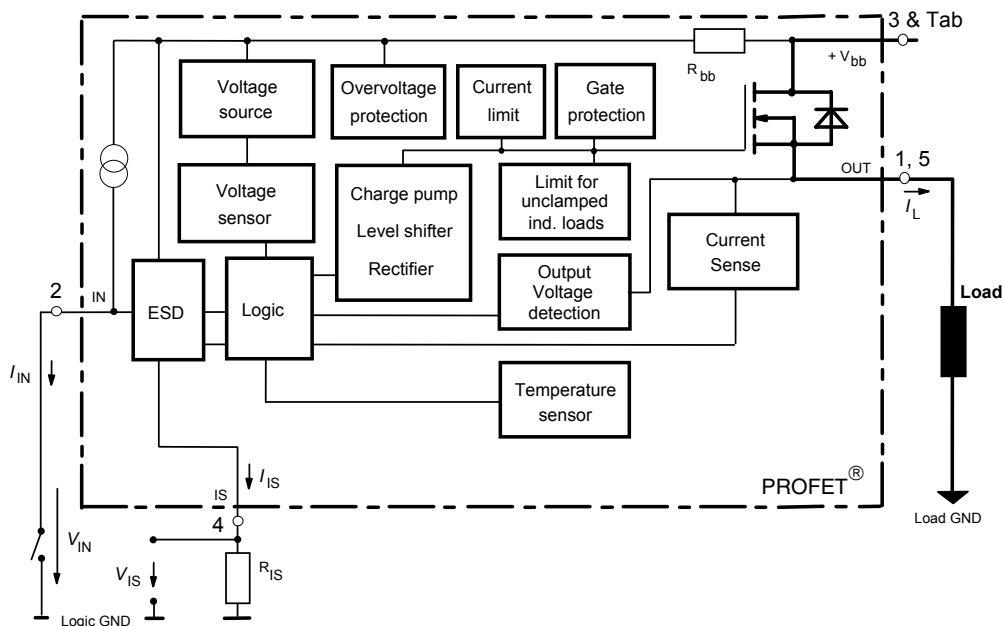 3 & Tab
+ V bb
R bb
Voltage
source
Overvoltage
protection
Current
limit
Gate
protection
OUT
1, 5
I L
Voltage
sensor
Charge pump
Level shifter
Rectifier
Limit for
unclamped
ind. loads
Current
Sense
2
IN
ESD
Logic
Output
Voltage
detection
Load
I IN
Temperature
sensor
I IS
IS
PROFET®
4
Load GND
V IN
V IS
R IS
Logic GND